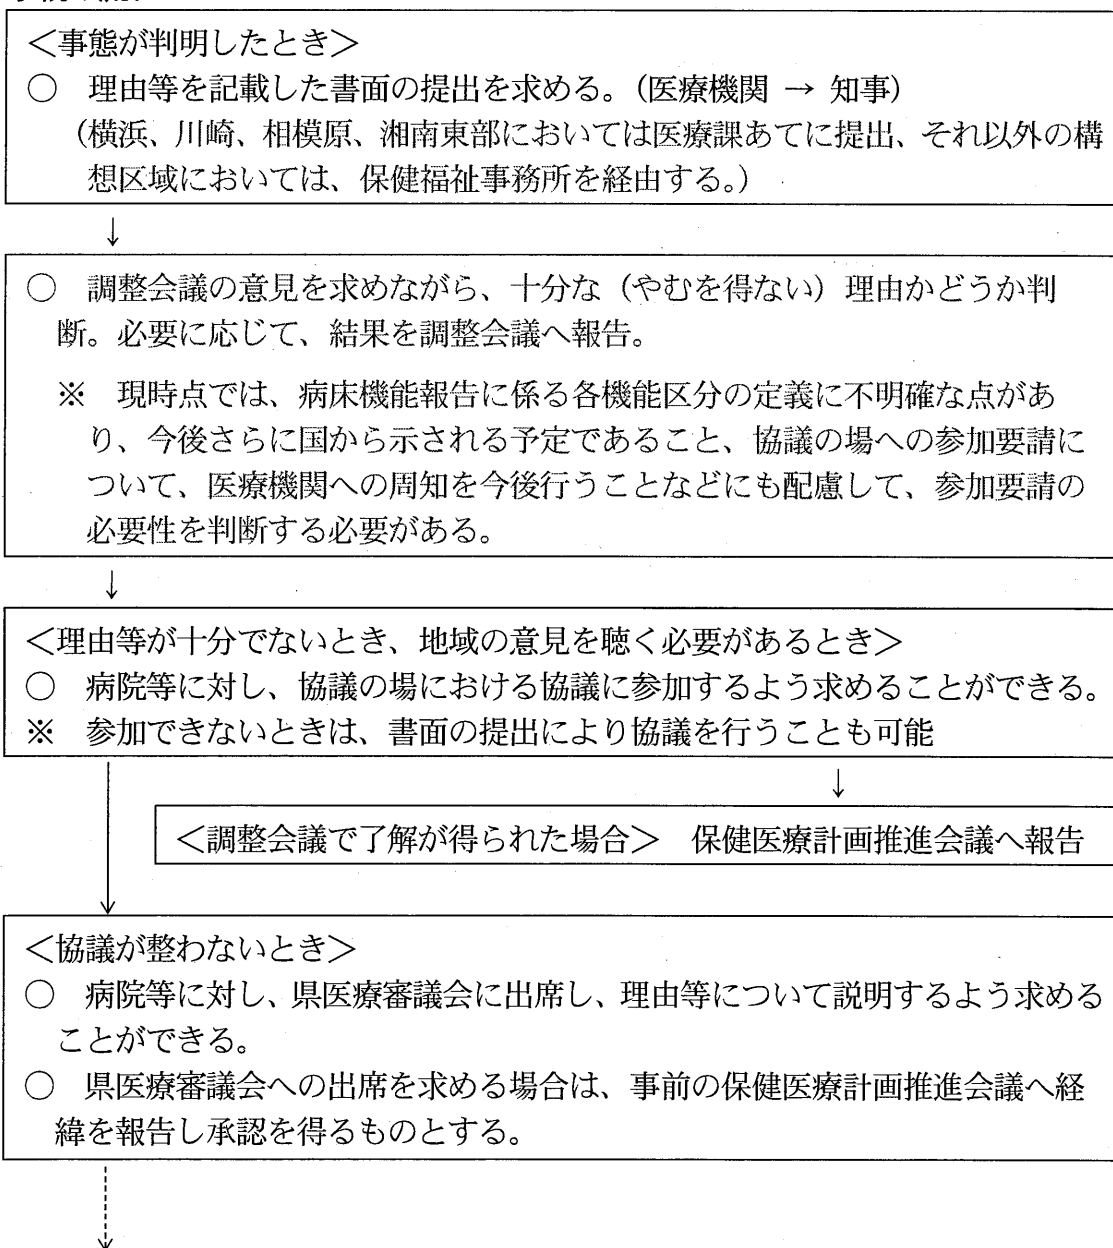 ＜事態が判明したとき＞
○　理由等を記載した書面の提出を求める。(医療機関 → 知事)
（横浜、川崎、相模原、湘南東部においては医療課あてに提出、それ以外の構
想区域においては、保健福祉事務所を経由する。）
↓
○　調整会議の意見を求めながら、十分な（やむを得ない）理由かどうか判
断。必要に応じて、結果を調整会議へ報告。
※　現時点では、病床機能報告に係る各機能区分の定義に不明確な点があ
り、今後さらに国から示される予定であること、協議の場への参加要請に
ついて、医療機関への周知を今後行うことなどにも配慮して、参加要請の
必要性を判断する必要がある。
↓
＜理由等が十分でないとき、地域の意見を聴く必要があるとき＞
○　病院等に対し、協議の場における協議に参加するよう求めることができる。
※　参加できないときは、書面の提出により協議を行うことも可能
↓
＜調整会議で了解が得られた場合＞　保健医療計画推進会議へ報告
＜協議が整わないとき＞
○　病院等に対し、県医療審議会に出席し、理由等について説明するよう求める
ことができる。
○　県医療審議会への出席を求める場合は、事前の保健医療計画推進会議へ経
緯を報告し承認を得るものとする。